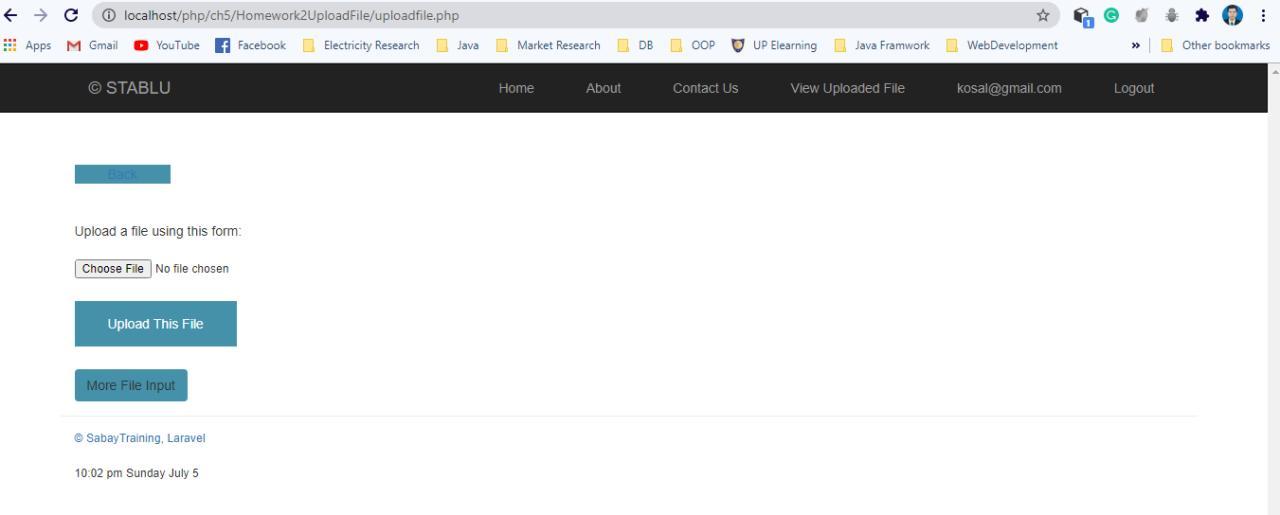 localhost/php/ch5/Homework2UploadFile/uploadfile.php
1
Apps Gmail YouTube Facebook Electricity Research Java Market Research DB OOP UP Elearning Java Framwork WebDevelopment » Other bookmarks
© STABLU Home About Contact Us View Uploaded File kosal@gmail.com Logout
Back
Upload a file using this form:
Choose File No file chosen
Upload This File
More File Input
© SabayTraining, Laravel
10:02 pm Sunday July 5